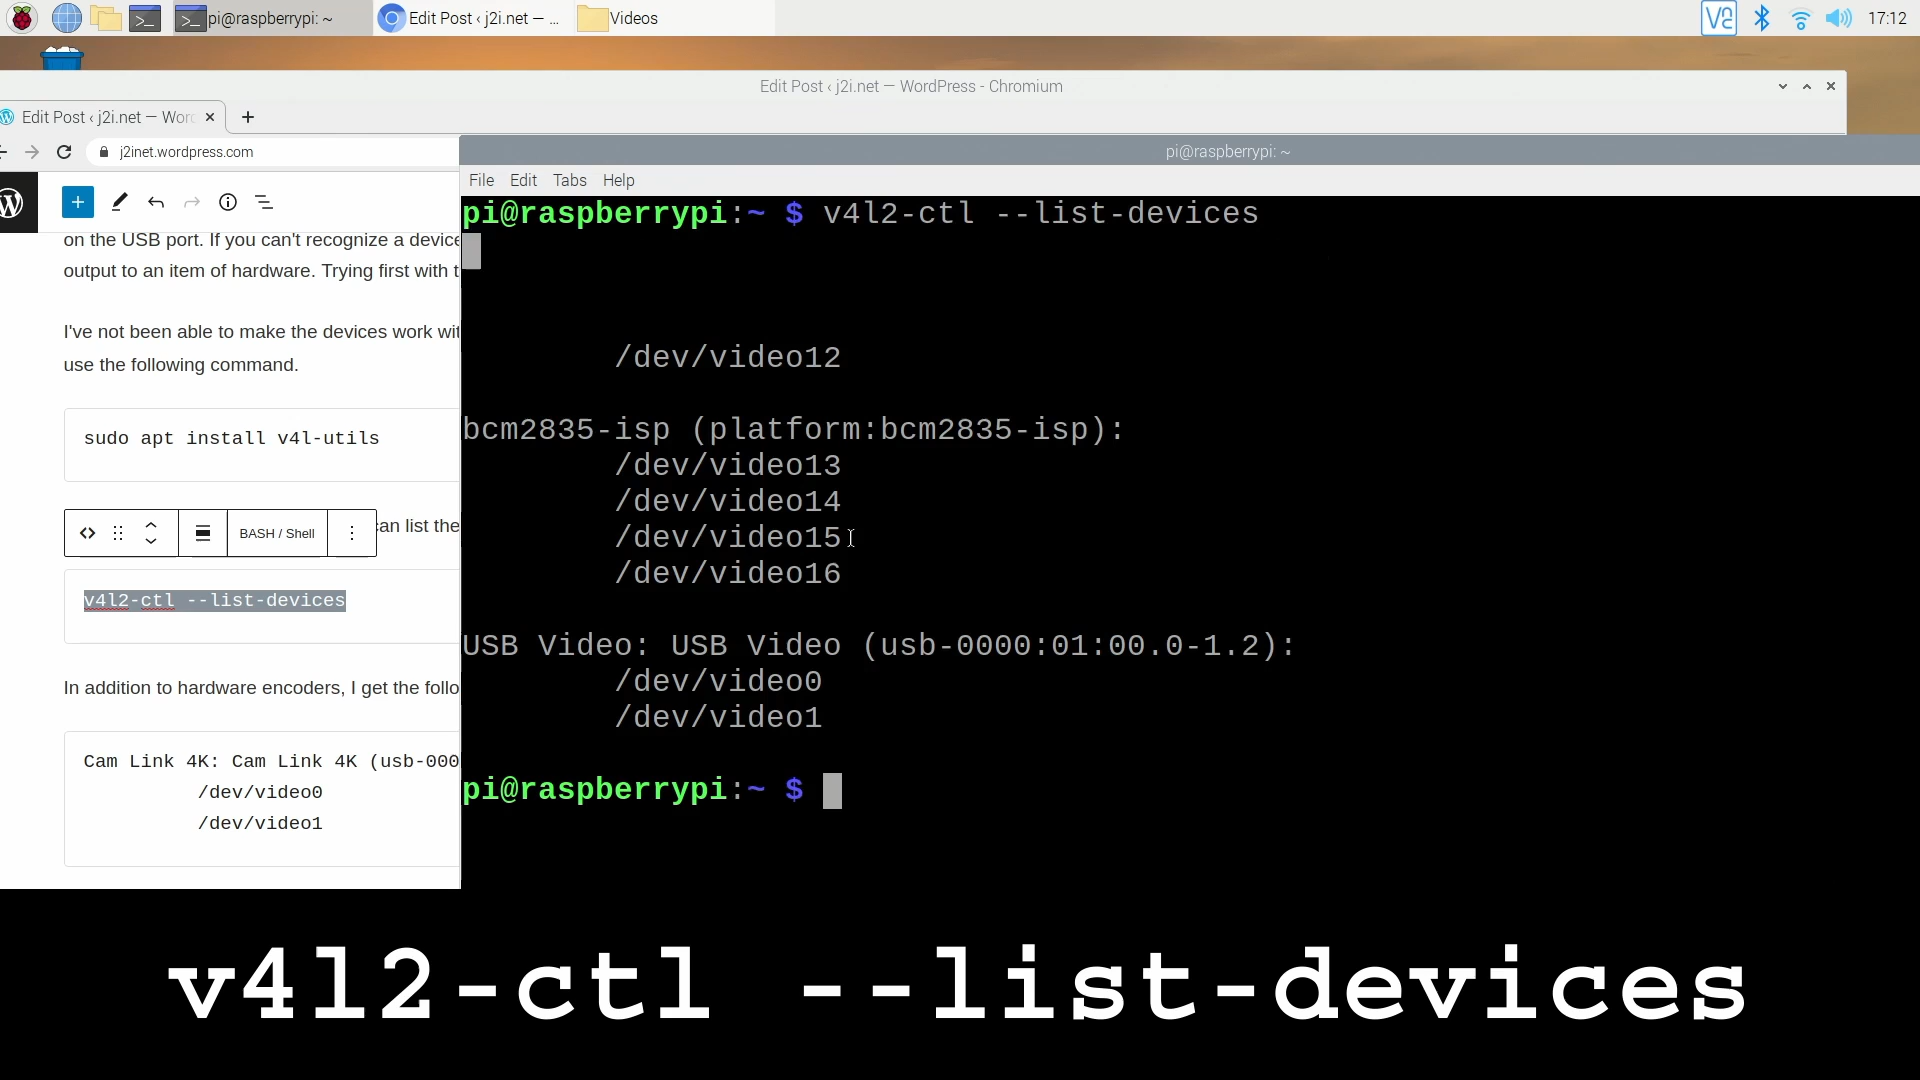 pi@raspberrypi: ~
Edit Post ‹ j2i.net — ...
Videos
17:12
Edit Post ‹ j2i.net — WordPress - Chromium
Edit Post ‹ j2i.net — Wor
j2inet.wordpress.com
on the USB port. If you can't recognize a device
output to an item of hardware. Trying first with t
I've not been able to make the devices work wit
use the following command.
sudo apt install v4l-utils
BASH / Shell
can list the
v4l2-ctl --list-devices
In addition to hardware encoders, I get the follo
Cam Link 4K: Cam Link 4K (usb-000
/dev/video0
/dev/video1
pi@raspberrypi: ~
File Edit Tabs Help
pi@raspberrypi:~ $ v4l2-ctl --list-devices
/dev/video12
bcm2835-isp (platform:bcm2835-isp):
/dev/video13
/dev/video14
/dev/video15
/dev/video16
USB Video: USB Video (usb-0000:01:00.0-1.2):
/dev/video0
/dev/video1
pi@raspberrypi:~ $
v4l2-ctl --list-devices